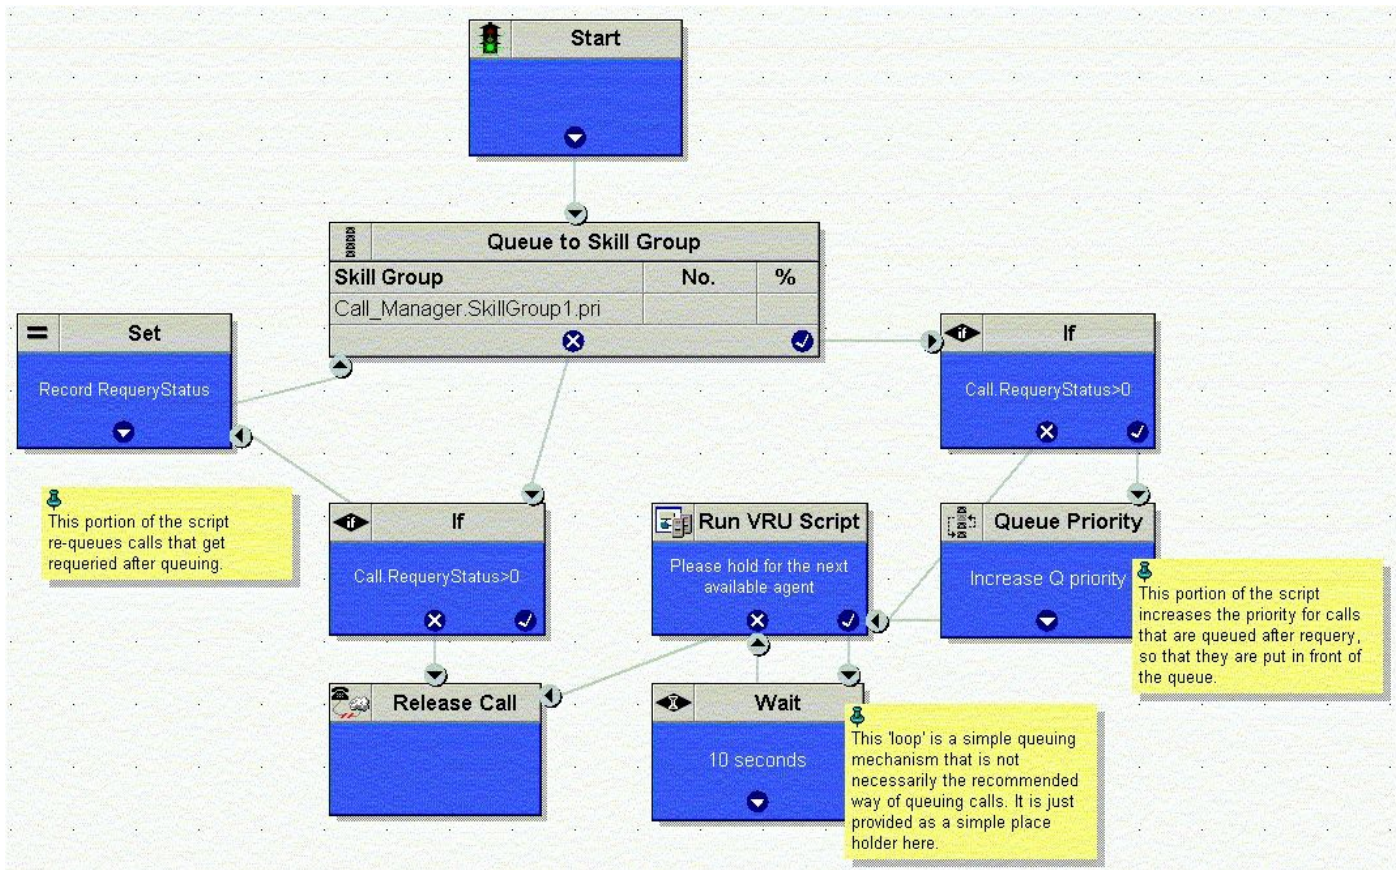 Start
Queue to Skill Group
Skill Group No. %
Call_Manager.SkillGroup1.pri
Set
Record RequeryStatus
If
Call.RequeryStatus>0
This portion of the script
re-queues calls that get
requeried after queuing.
If
Call.RequeryStatus>0
Run VRU Script
Please hold for the next
available agent
Queue Priority
Increase Q priority
This portion of the script
increases the priority for calls
that are queued after requery,
so that they are put in front of
the queue.
Release Call
Wait
10 seconds
This 'loop' is a simple queuing
mechanism that is not
necessarily the recommended
way of queuing calls. It is just
provided as a simple place
holder here.